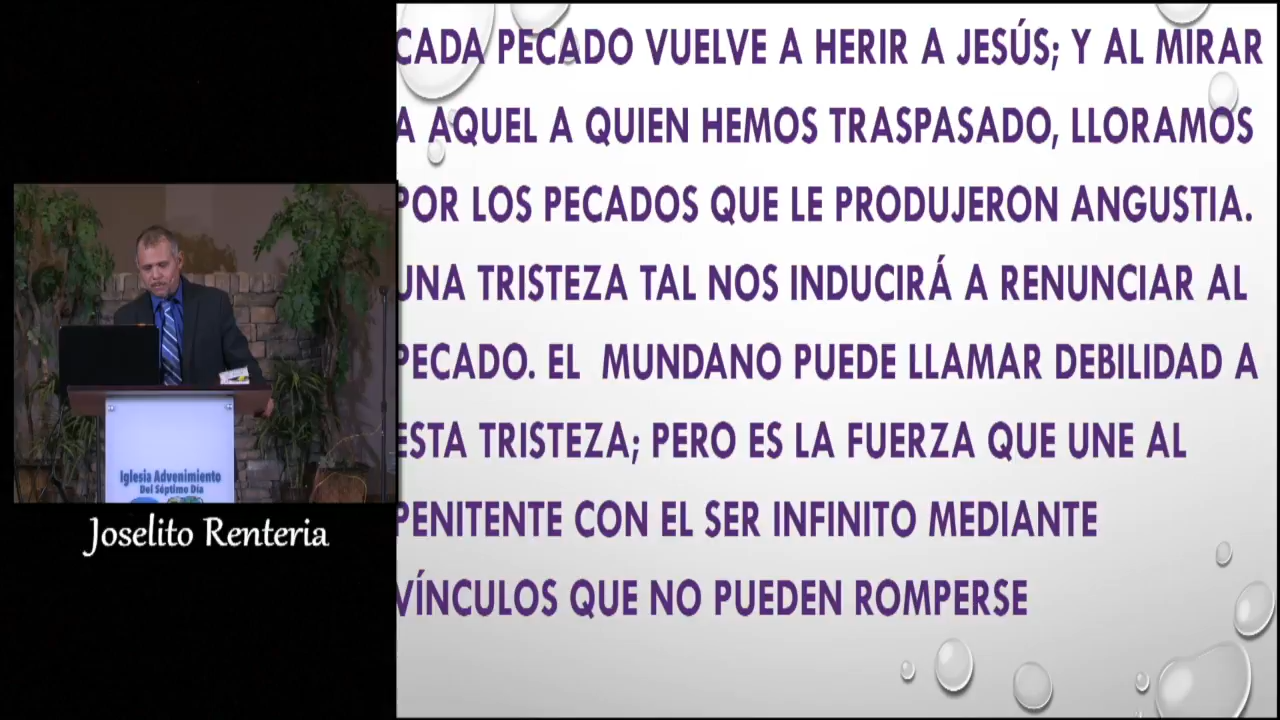 CADA PECADO VUELVE A HERIR A JESÚS; Y AL MIRAR
A AQUEL A QUIEN HEMOS TRASPASADO, LLORAMOS
POR LOS PECADOS QUE LE PRODUJERON ANGUSTIA.
UNA TRISTEZA TAL NOS INDUCIRÁ A RENUNCIAR AL
PECADO. EL MUNDANO PUEDE LLAMAR DEBILIDAD A
ESTA TRISTEZA; PERO ES LA FUERZA QUE UNE AL
PENITENTE CON EL SER INFINITO MEDIANTE
VÍNCULOS QUE NO PUEDEN ROMPERSE
Iglesia Advenimiento
Del Séptimo Día
Joselito Renteria